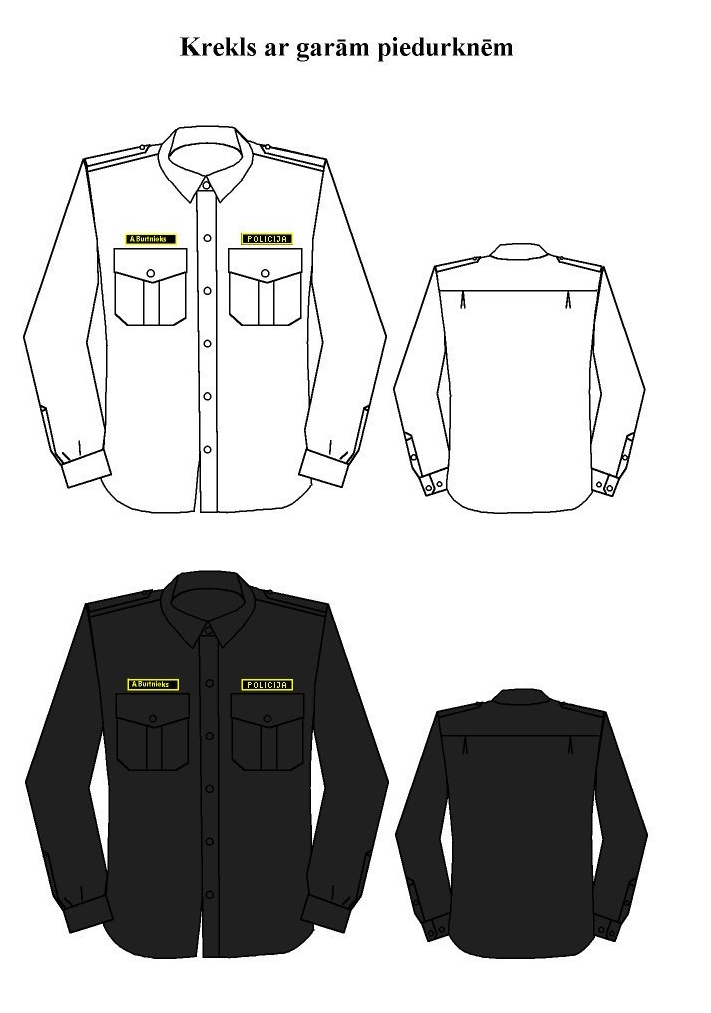 Krekls ar garām piedurknēm
A.Burtnieks POLICIJA
A.Burtnieks POLICIJA